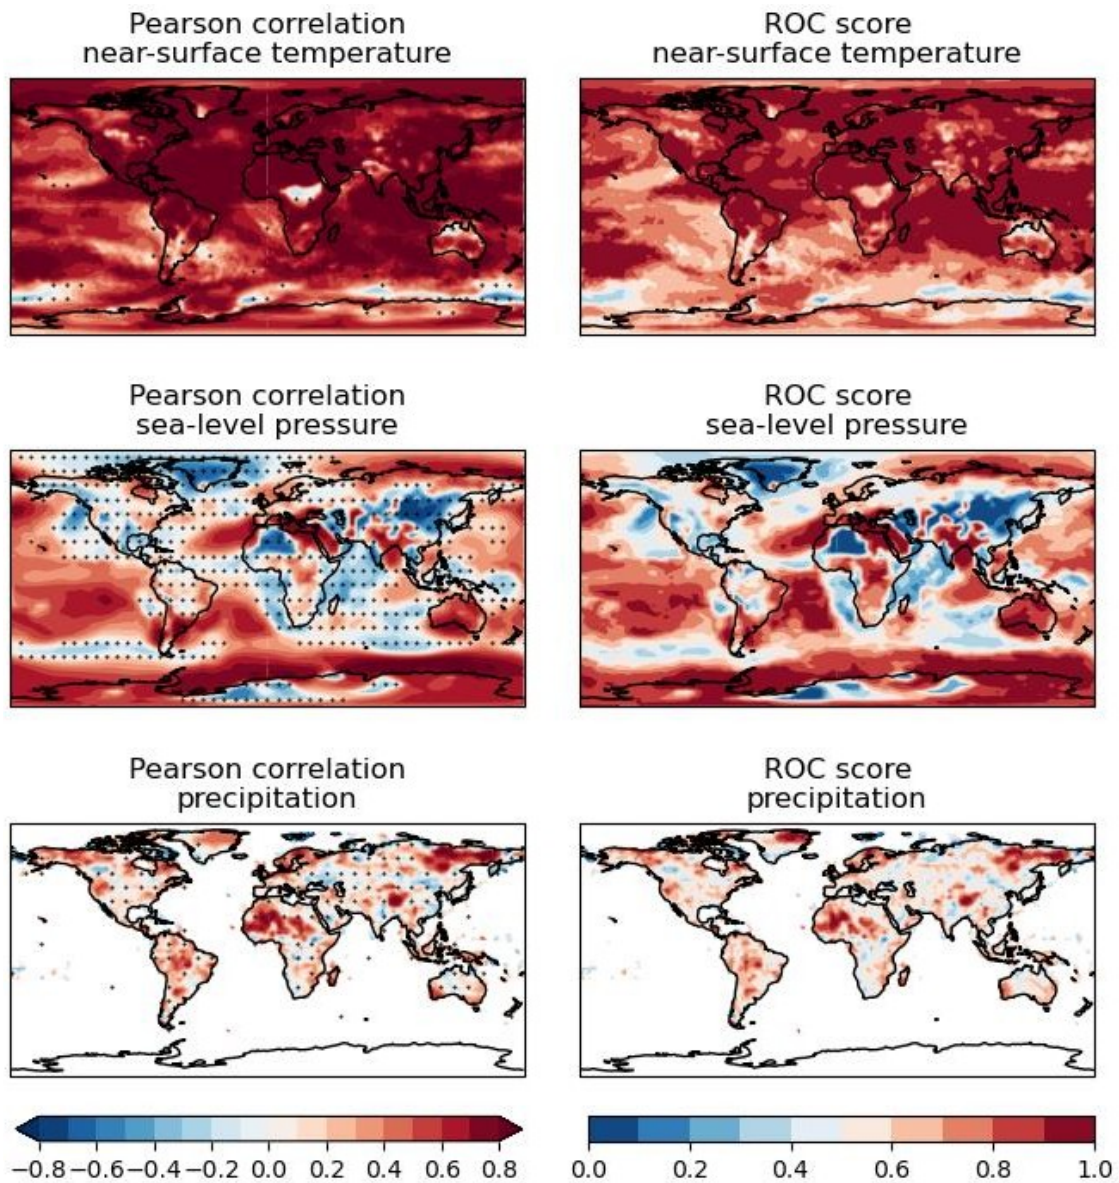 Pearson correlation
near-surface temperature
ROC score
near-surface temperature
Pearson correlation
sea-level pressure
ROC score
sea-level pressure
Pearson correlation
precipitation
ROC score
precipitation
−0.8 −0.6 −0.4 −0.2 0.0 0.2 0.4 0.6 0.8
0.0 0.2 0.4 0.6 0.8 1.0